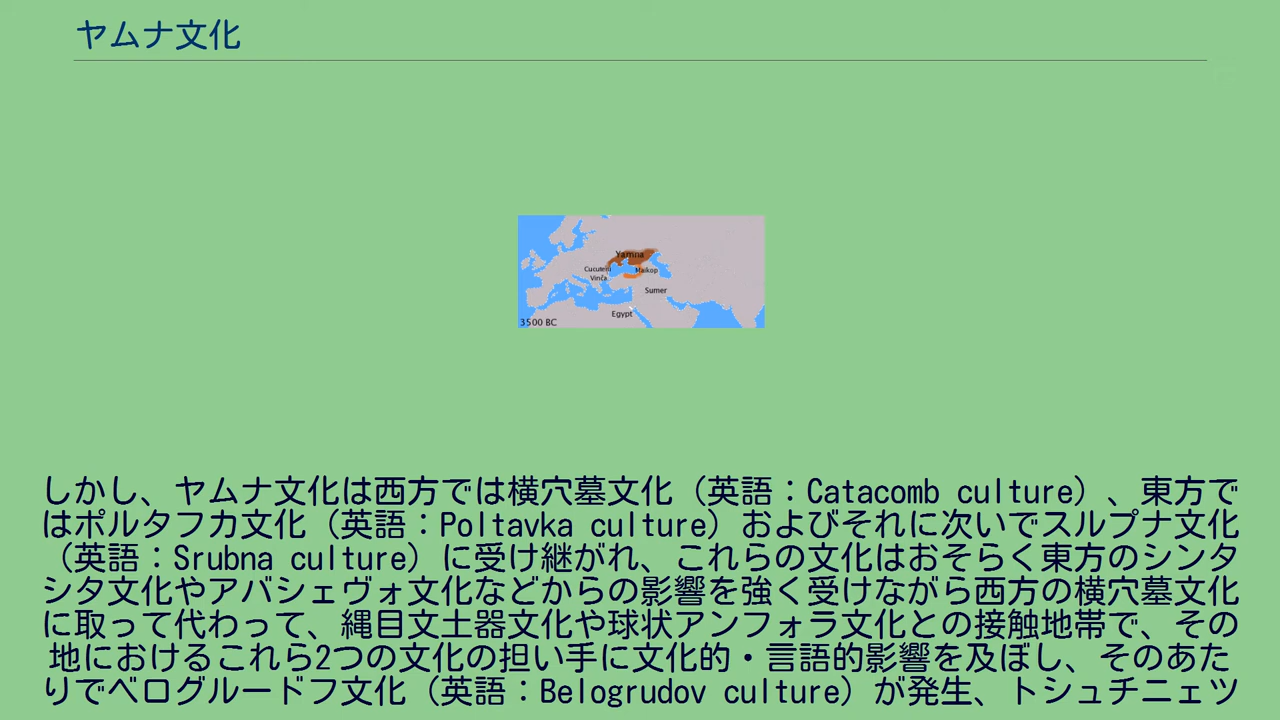 ヤムナ文化
Yamna
Cucuteni
Maikop
Vinča
Sumer
Egypt
3500 BC
しかし、ヤムナ文化は西方では横穴墓文化（英語：Catacomb culture）、東方で
はポルタフカ文化（英語：Poltavka culture）およびそれに次いでスルブナ文化
（英語：Srubna culture）に受け継がれ、これらの文化はおそらく東方のシンタ
シタ文化やアバシェヴォ文化などからの影響を強く受けながら西方の横穴墓文化
に取って代わって、縄目文土器文化や球状アンフォラ文化との接触地帯で、その
地におけるこれら2つの文化の担い手に文化的・言語的影響を及ぼし、そのあた
りでベログルードフ文化（英語：Belogrudov culture）が発生、トシュチニェツ